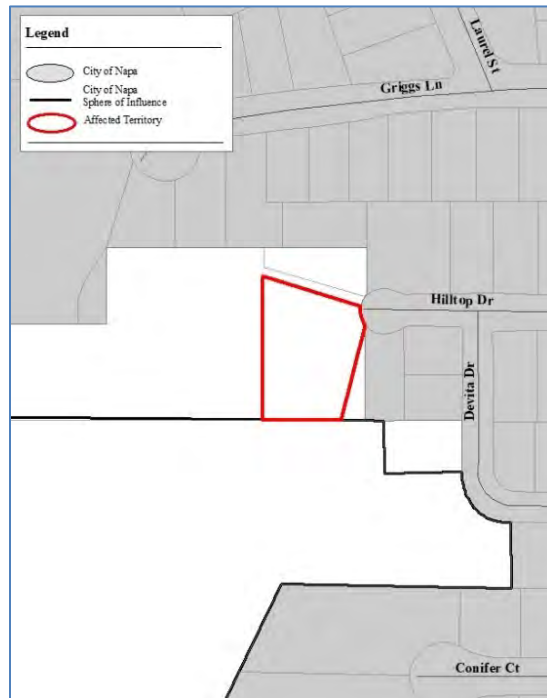 Legend
City of Napa
City of Napa
Sphere of Influence
Affected Territory
Laurel St
Griggs Ln
Hilltop Dr
Devita Dr
Conifer Ct